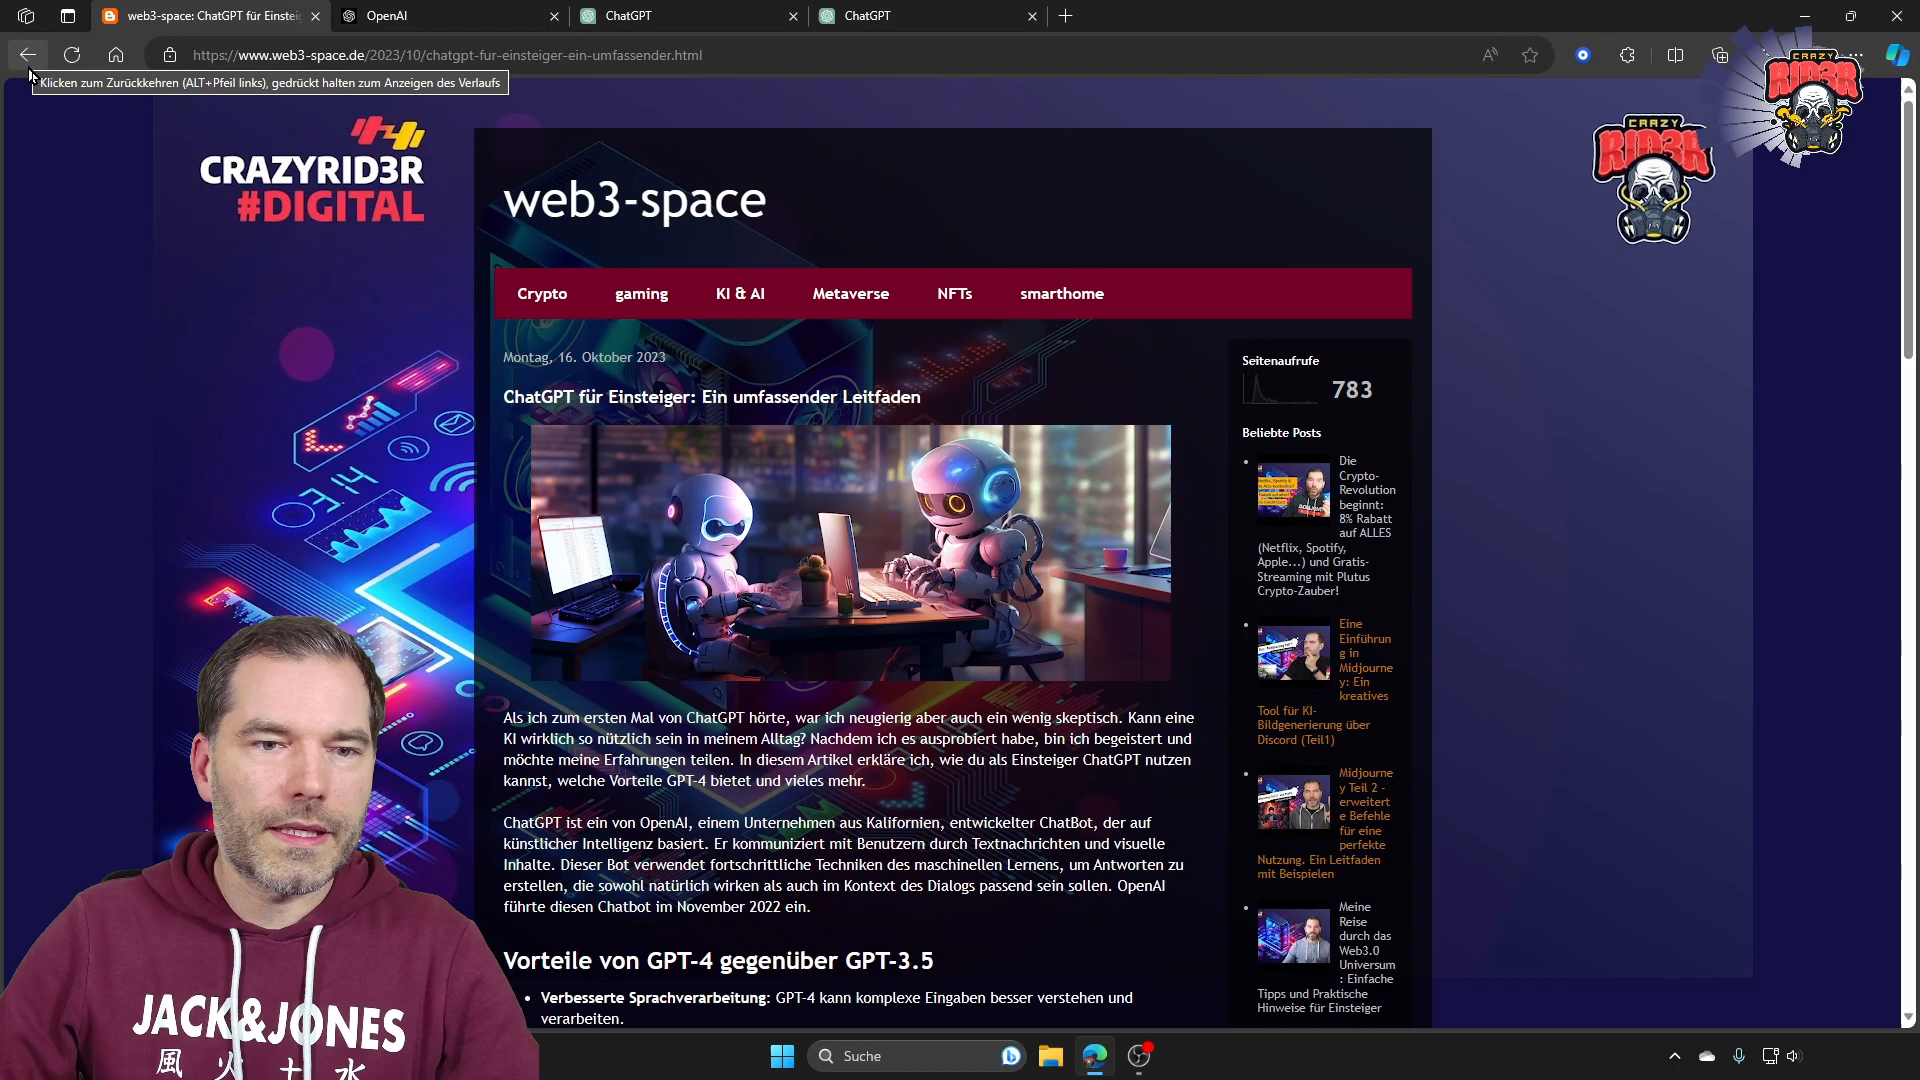 web3-space: ChatGPT für Einsteig
OpenAI
ChatGPT
ChatGPT
https://www.web3-space.de/2023/10/chatgpt-fur-einsteiger-ein-umfassender.html
Klicken zum Zurückkehren (ALT+Pfeil links), gedrückt halten zum Anzeigen des Verlaufs
CRAZY
RID3R
CRAZY
RID3R
CRAZYRID3R
#DIGITAL
web3-space
Crypto
gaming
KI & AI
Metaverse
NFTs
smarthome
Montag, 16. Oktober 2023
ChatGPT für Einsteiger: Ein umfassender Leitfaden
3.14
Als ich zum ersten Mal von ChatGPT hörte, war ich neugierig aber auch ein wenig skeptisch. Kann eine
KI wirklich so nützlich sein in meinem Alltag? Nachdem ich es ausprobiert habe, bin ich begeistert und
möchte meine Erfahrungen teilen. In diesem Artikel erkläre ich, wie du als Einsteiger ChatGPT nutzen
kannst, welche Vorteile GPT-4 bietet und vieles mehr.
ChatGPT ist ein von OpenAI, einem Unternehmen aus Kalifornien, entwickelter ChatBot, der auf
künstlicher Intelligenz basiert. Er kommuniziert mit Benutzern durch Textnachrichten und visuelle
Inhalte. Dieser Bot verwendet fortschrittliche Techniken des maschinellen Lernens, um Antworten zu
erstellen, die sowohl natürlich wirken als auch im Kontext des Dialogs passend sein sollen. OpenAI
führte diesen Chatbot im November 2022 ein.
Vorteile von GPT-4 gegenüber GPT-3.5
• Verbesserte Sprachverarbeitung: GPT-4 kann komplexe Eingaben besser verstehen und
verarbeiten.
Seitenaufrufe
783
Beliebte Posts
Die
Crypto-
Revolution
beginnt:
8% Rabatt
auf ALLES
(Netflix, Spotify,
Apple...) und Gratis-
Streaming mit Plutus
Crypto-Zauber!
Eine
Einführun
g in
Midjourne
y: Ein
kreatives
Tool für KI-
Bildgenerierung über
Discord (Teil1)
Midjourne
y Teil 2 -
erweitert
e Befehle
für eine
perfekte
Nutzung. Ein Leitfaden
mit Beispielen
Meine
Reise
durch das
Web3.0
Universum
: Einfache
Tipps und Praktische
Hinweise für Einsteiger
JACK&JONES
風 火 土 水
Suche